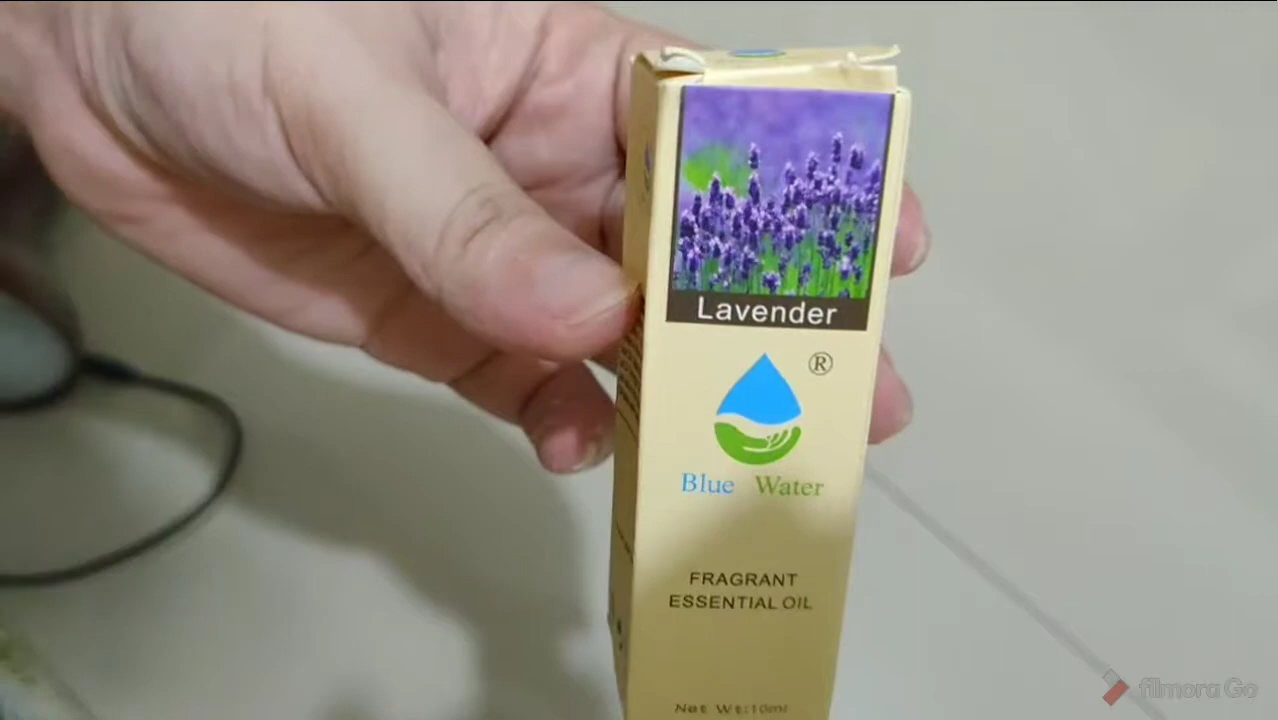 Lavender
®
Blue Water
FRAGRANT
ESSENTIAL OIL
Net Wt:10ml
filmora Go